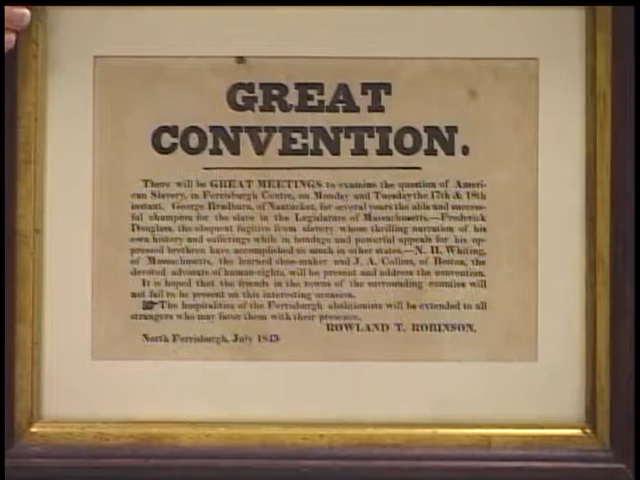 GREAT
CONVENTION.
There will be GREAT MEETINGS to examine the question of Ameri-
can Slavery, in Ferrisburgh Centre, on Monday and Tuesday the 17th & 18th
instant. George Bradburn, of Nantucket, for several years the able and success-
ful champion for the slave in the Legislature of Massachusetts.—Frederick
Douglass, the eloquent fugitive from slavery whose thrilling narration of his
own history and sufferings while in bondage and powerful appeals for his op-
pressed brethren have accomplished so much in other states.—N. H. Whiting,
of Massachusetts, the learned shoe-maker and J. A. Collins, of Boston, the
devoted advocate of human-rights, will be present and address the convention.
It is hoped that the friends in the towns of the surrounding counties will
not fail to be present on this interesting occasion.
☛The hospitalities of the Ferrisburgh abolitionists will be extended to all
strangers who may favor them with their presence.
ROWLAND T. ROBINSON.
North Ferrisburgh, July 1843